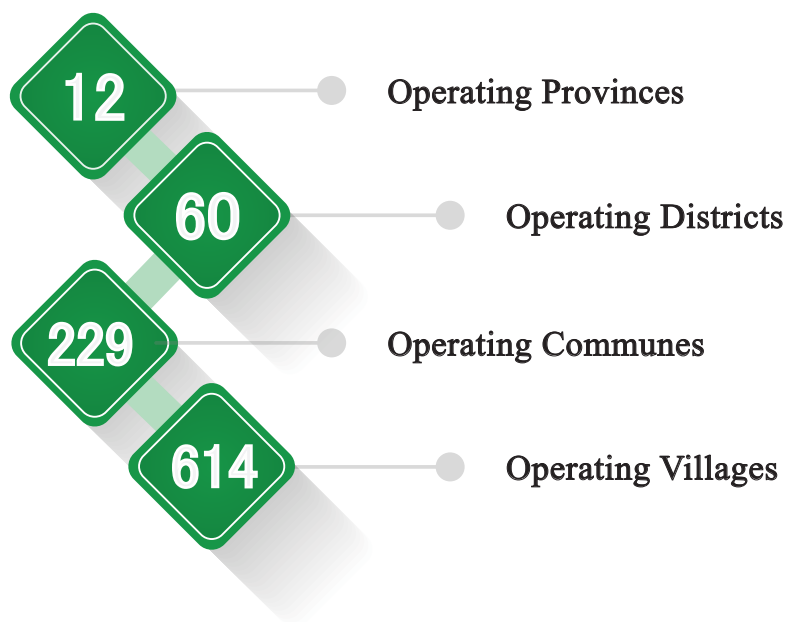 12
Operating Provinces
60
Operating Districts
229
Operating Communes
614
Operating Villages